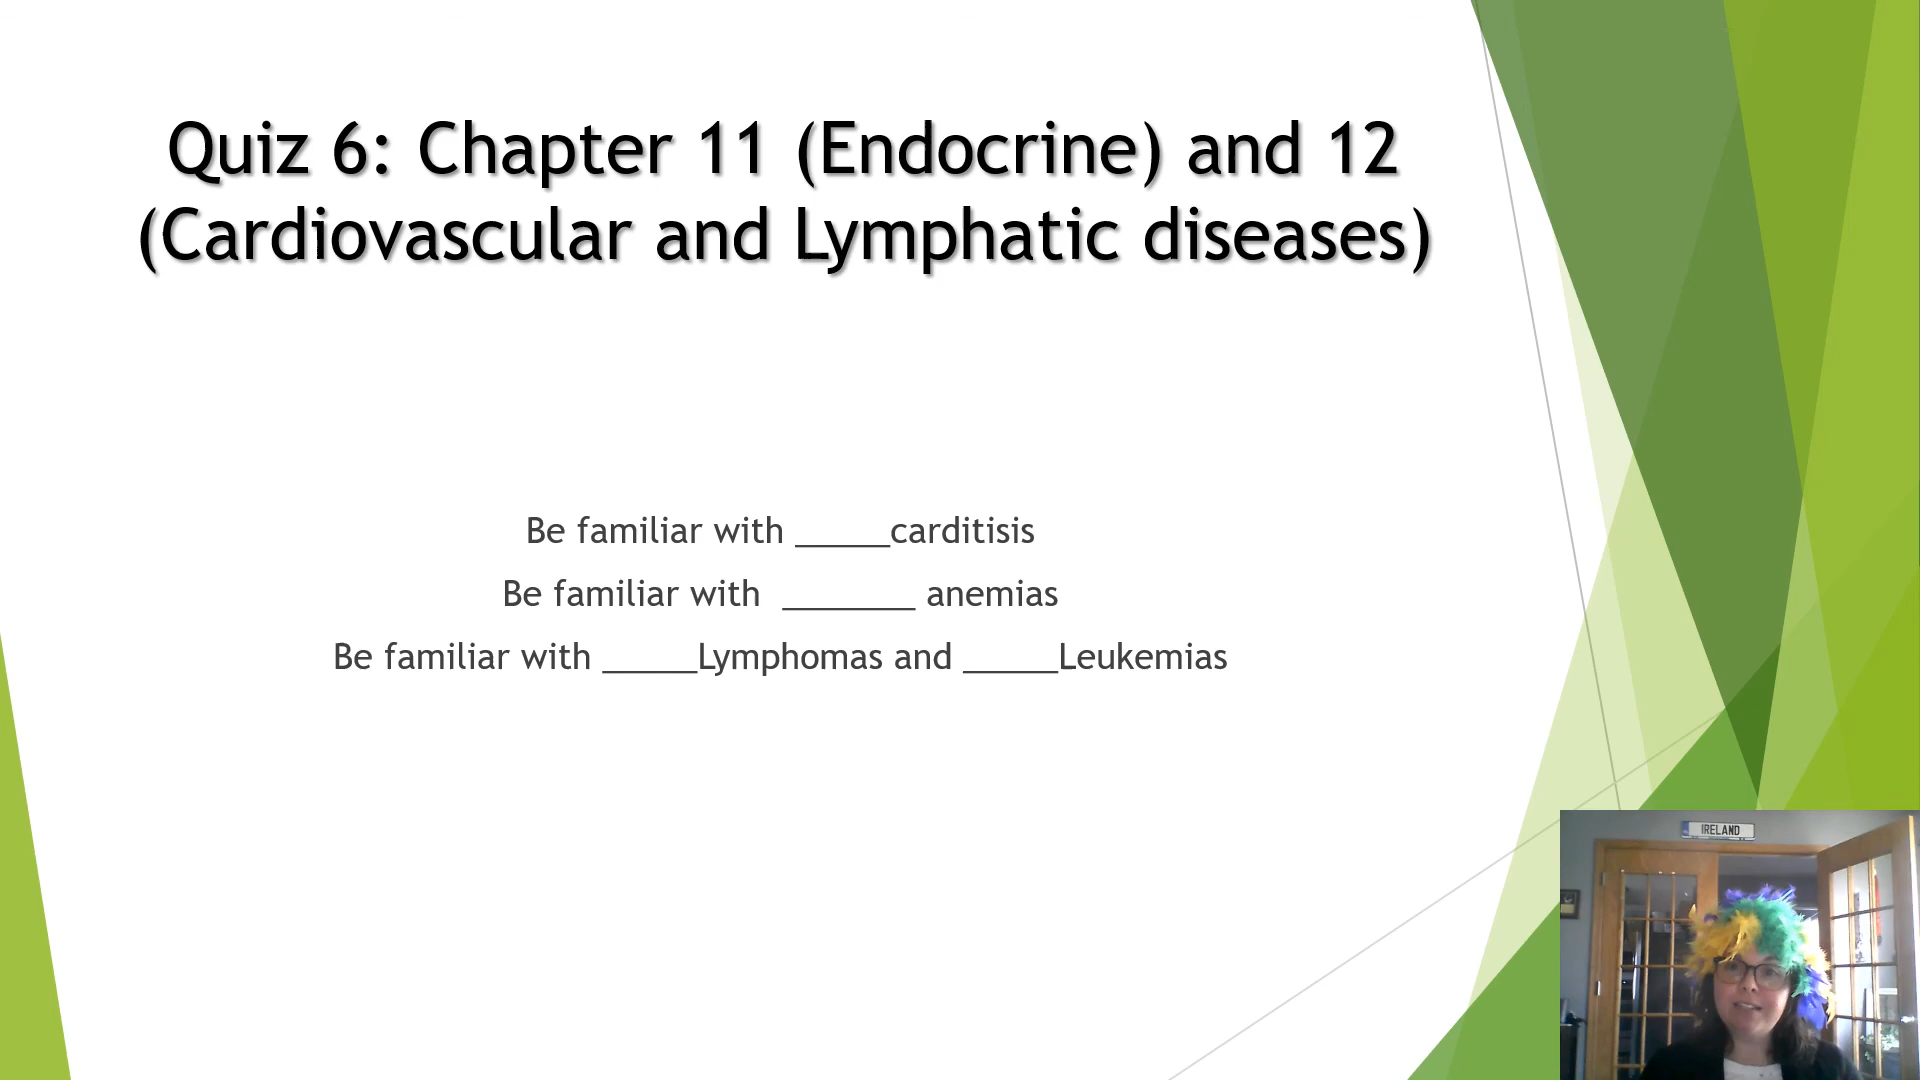 Quiz 6: Chapter 11 (Endocrine) and 12
(Cardiovascular and Lymphatic diseases)
Be familiar with _____carditisis
Be familiar with _______ anemias
Be familiar with _____Lymphomas and _____Leukemias
IRELAND